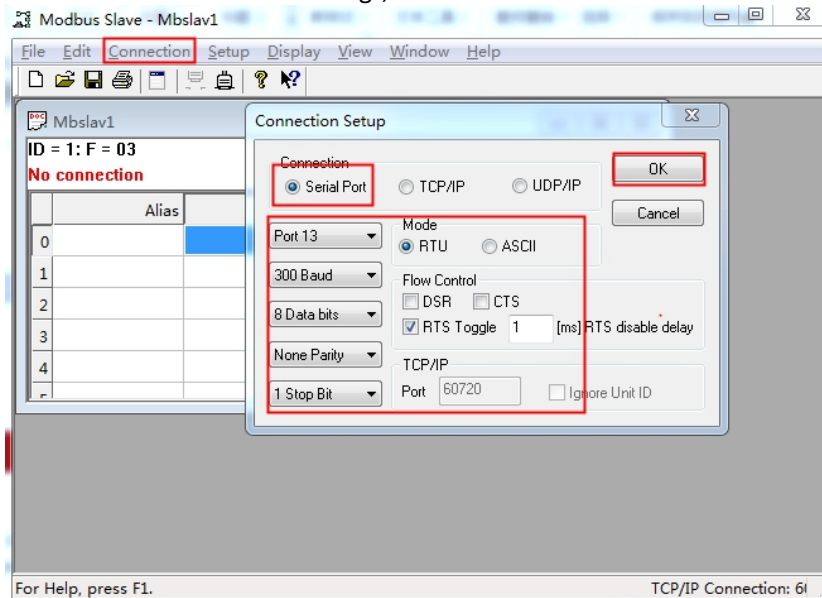 Modbus Slave - Mbslav1
File Edit Connection Setup Display View Window Help
Mbslav1
ID = 1: F = 03
No connection
Alias
0
1
2
3
4
Connection Setup
Connection
Serial Port TCP/IP UDP/IP
OK
Cancel
Port 13
300 Baud
8 Data bits
None Parity
1 Stop Bit
Mode
RTU ASCII
Flow Control
DSR CTS
RTS Toggle 1 [ms] RTS disable delay
TCP/IP
Port 60720 Ignore Unit ID
For Help, press F1. TCP/IP Connection: